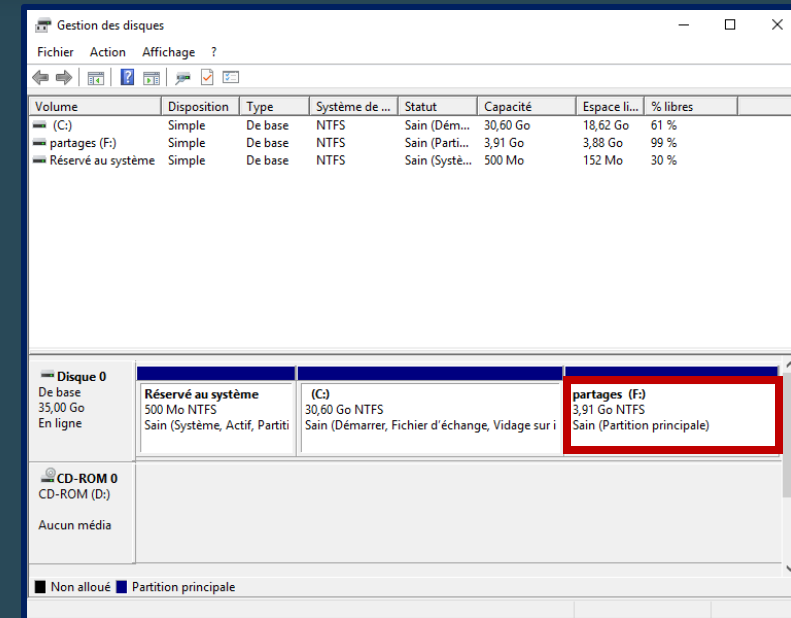 Gestion des disques
Fichier Action Affichage ?
Volume Disposition Type Système de ... Statut Capacité Espace li... % libres
(C:) Simple De base NTFS Sain (Dém... 30,60 Go 18,62 Go 61 %
partages (F:) Simple De base NTFS Sain (Parti... 3,91 Go 3,88 Go 99 %
Réservé au système Simple De base NTFS Sain (Systè... 500 Mo 152 Mo 30 %
Disque 0
De base
35,00 Go
En ligne
Réservé au système
500 Mo NTFS
Sain (Système, Actif, Partiti
(C:)
30,60 Go NTFS
Sain (Démarrer, Fichier d'échange, Vidage sur i
partages (F:)
3,91 Go NTFS
Sain (Partition principale)
CD-ROM 0
CD-ROM (D:)
Aucun média
Non alloué Partition principale